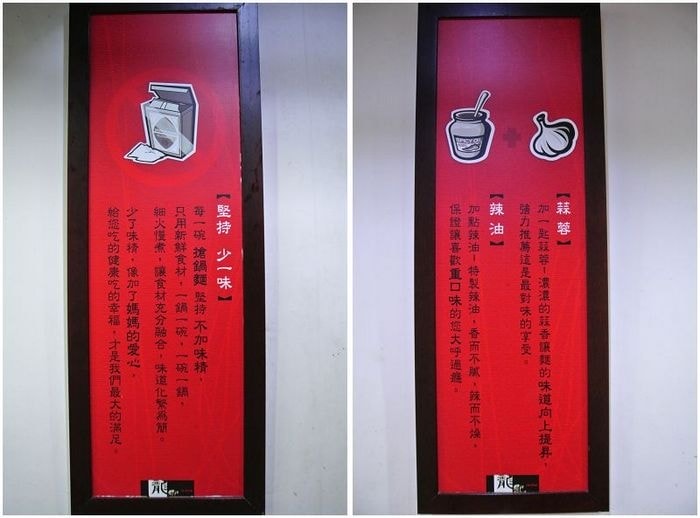 【堅持 少一味】
每一碗 搶鍋麵 堅持 不加味精,
只用新鮮食材,一鍋一碗,一碗一鍋,
細火慢煮,讓食材充分融合,味道化繁為簡。
少了味精,像加了媽媽的愛心,
給您吃的健康吃的幸福,才是我們最大的滿足。
龍
【蒜蓉】
加一匙蒜蓉!濃濃的蒜香讓麵的味道向上提昇,
強力推薦這是最對味的享受。
【辣油】
加點辣油!特製辣油,香而不膩,辣而不燥,
保證讓喜歡重口味的您大呼過癮。
龍